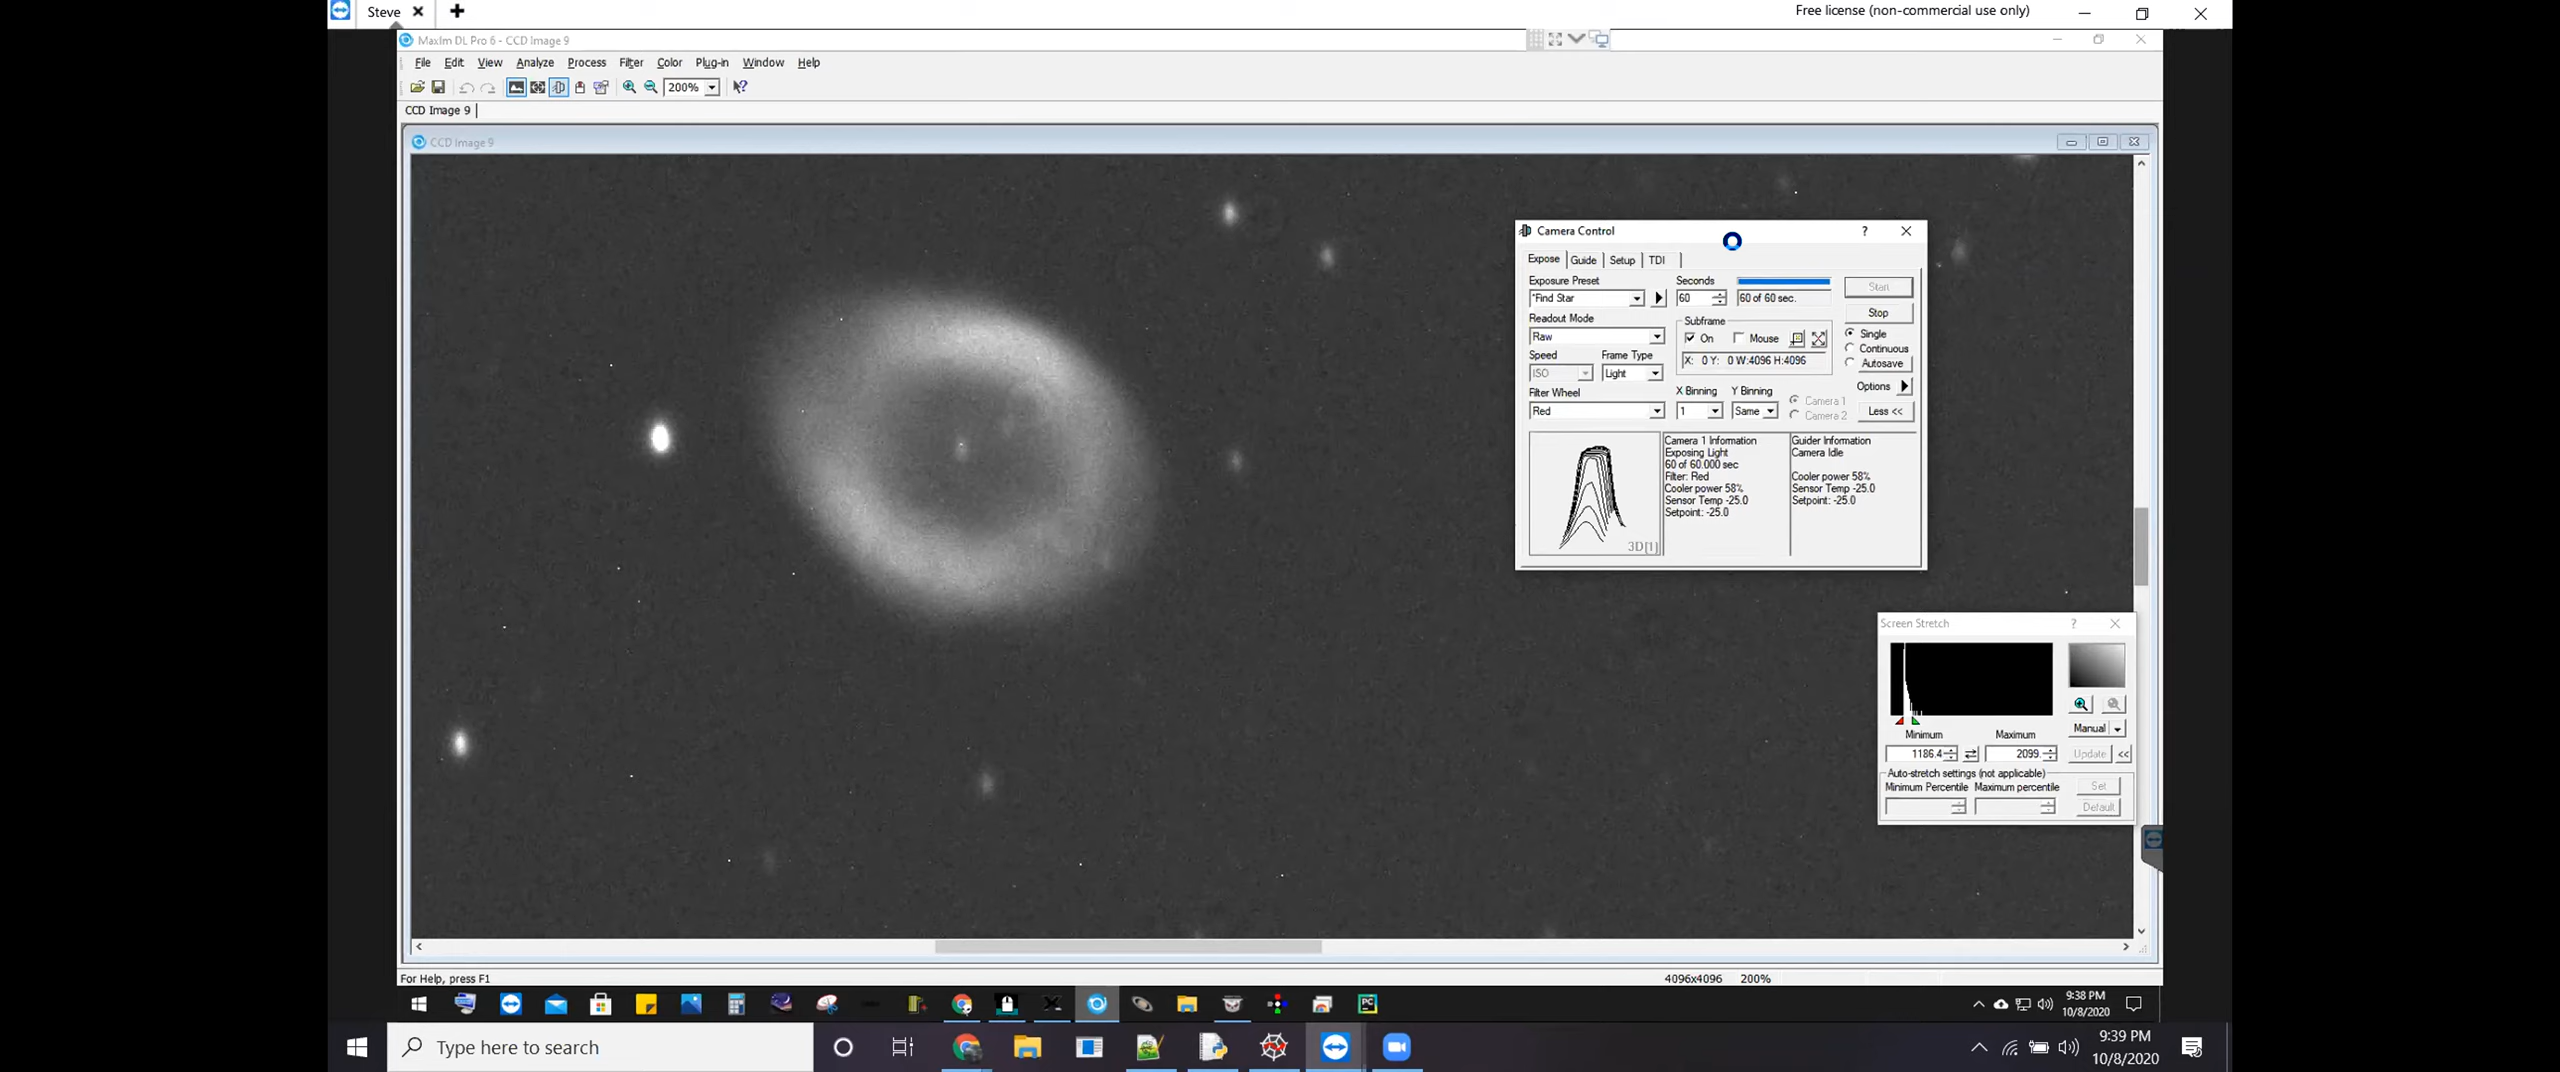 Steve
Free license (non-commercial use only)
MaxIm DL Pro 6 - CCD Image 9
File Edit View Analyze Process Filter Color Plug-in Window Help
200%
CCD Image 9
CCD Image 9
Camera Control
Expose Guide Setup TDI
Exposure Preset Seconds
*Find Star 60 60 of 60 sec. Start
Readout Mode Subframe Stop
Raw On Mouse Single
Speed Frame Type Continuous
ISO Light X: 0 Y: 0 W:4096 H:4096 Autosave
Filter Wheel X Binning Y Binning Options
Red 1 Same Camera 1
Camera 2 Less <<
Camera 1 Information Guider Information
Exposing Light Camera Idle
60 of 60.000 sec
Filter: Red Cooler power 58%
Cooler power 58% Sensor Temp -25.0
Sensor Temp -25.0 Setpoint: -25.0
Setpoint: -25.0
3D[1]
Screen Stretch
Manual
Minimum Maximum
1186.4 2099. Update <<
Auto-stretch settings (not applicable)
Minimum Percentile Maximum percentile Set
Default
For Help, press F1
4096x4096 200%
9:38 PM
10/8/2020
Type here to search
9:39 PM
10/8/2020